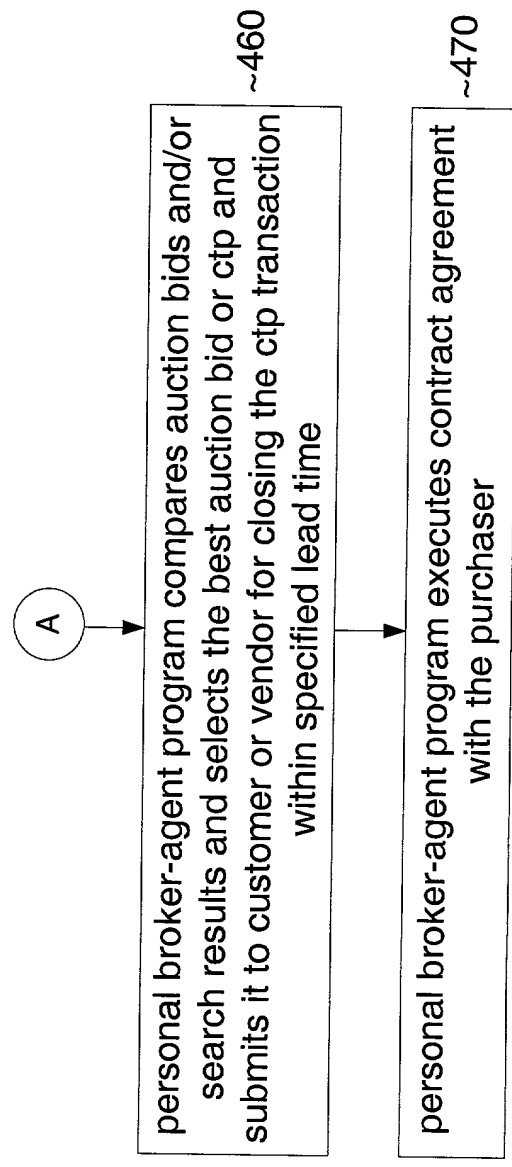 A
personal broker-agent program compares auction bids and/or
search results and selects the best auction bid or ctp and
submits it to customer or vendor for closing the ctp transaction
within specified lead time
~460
personal broker-agent program executes contract agreement
with the purchaser
~470